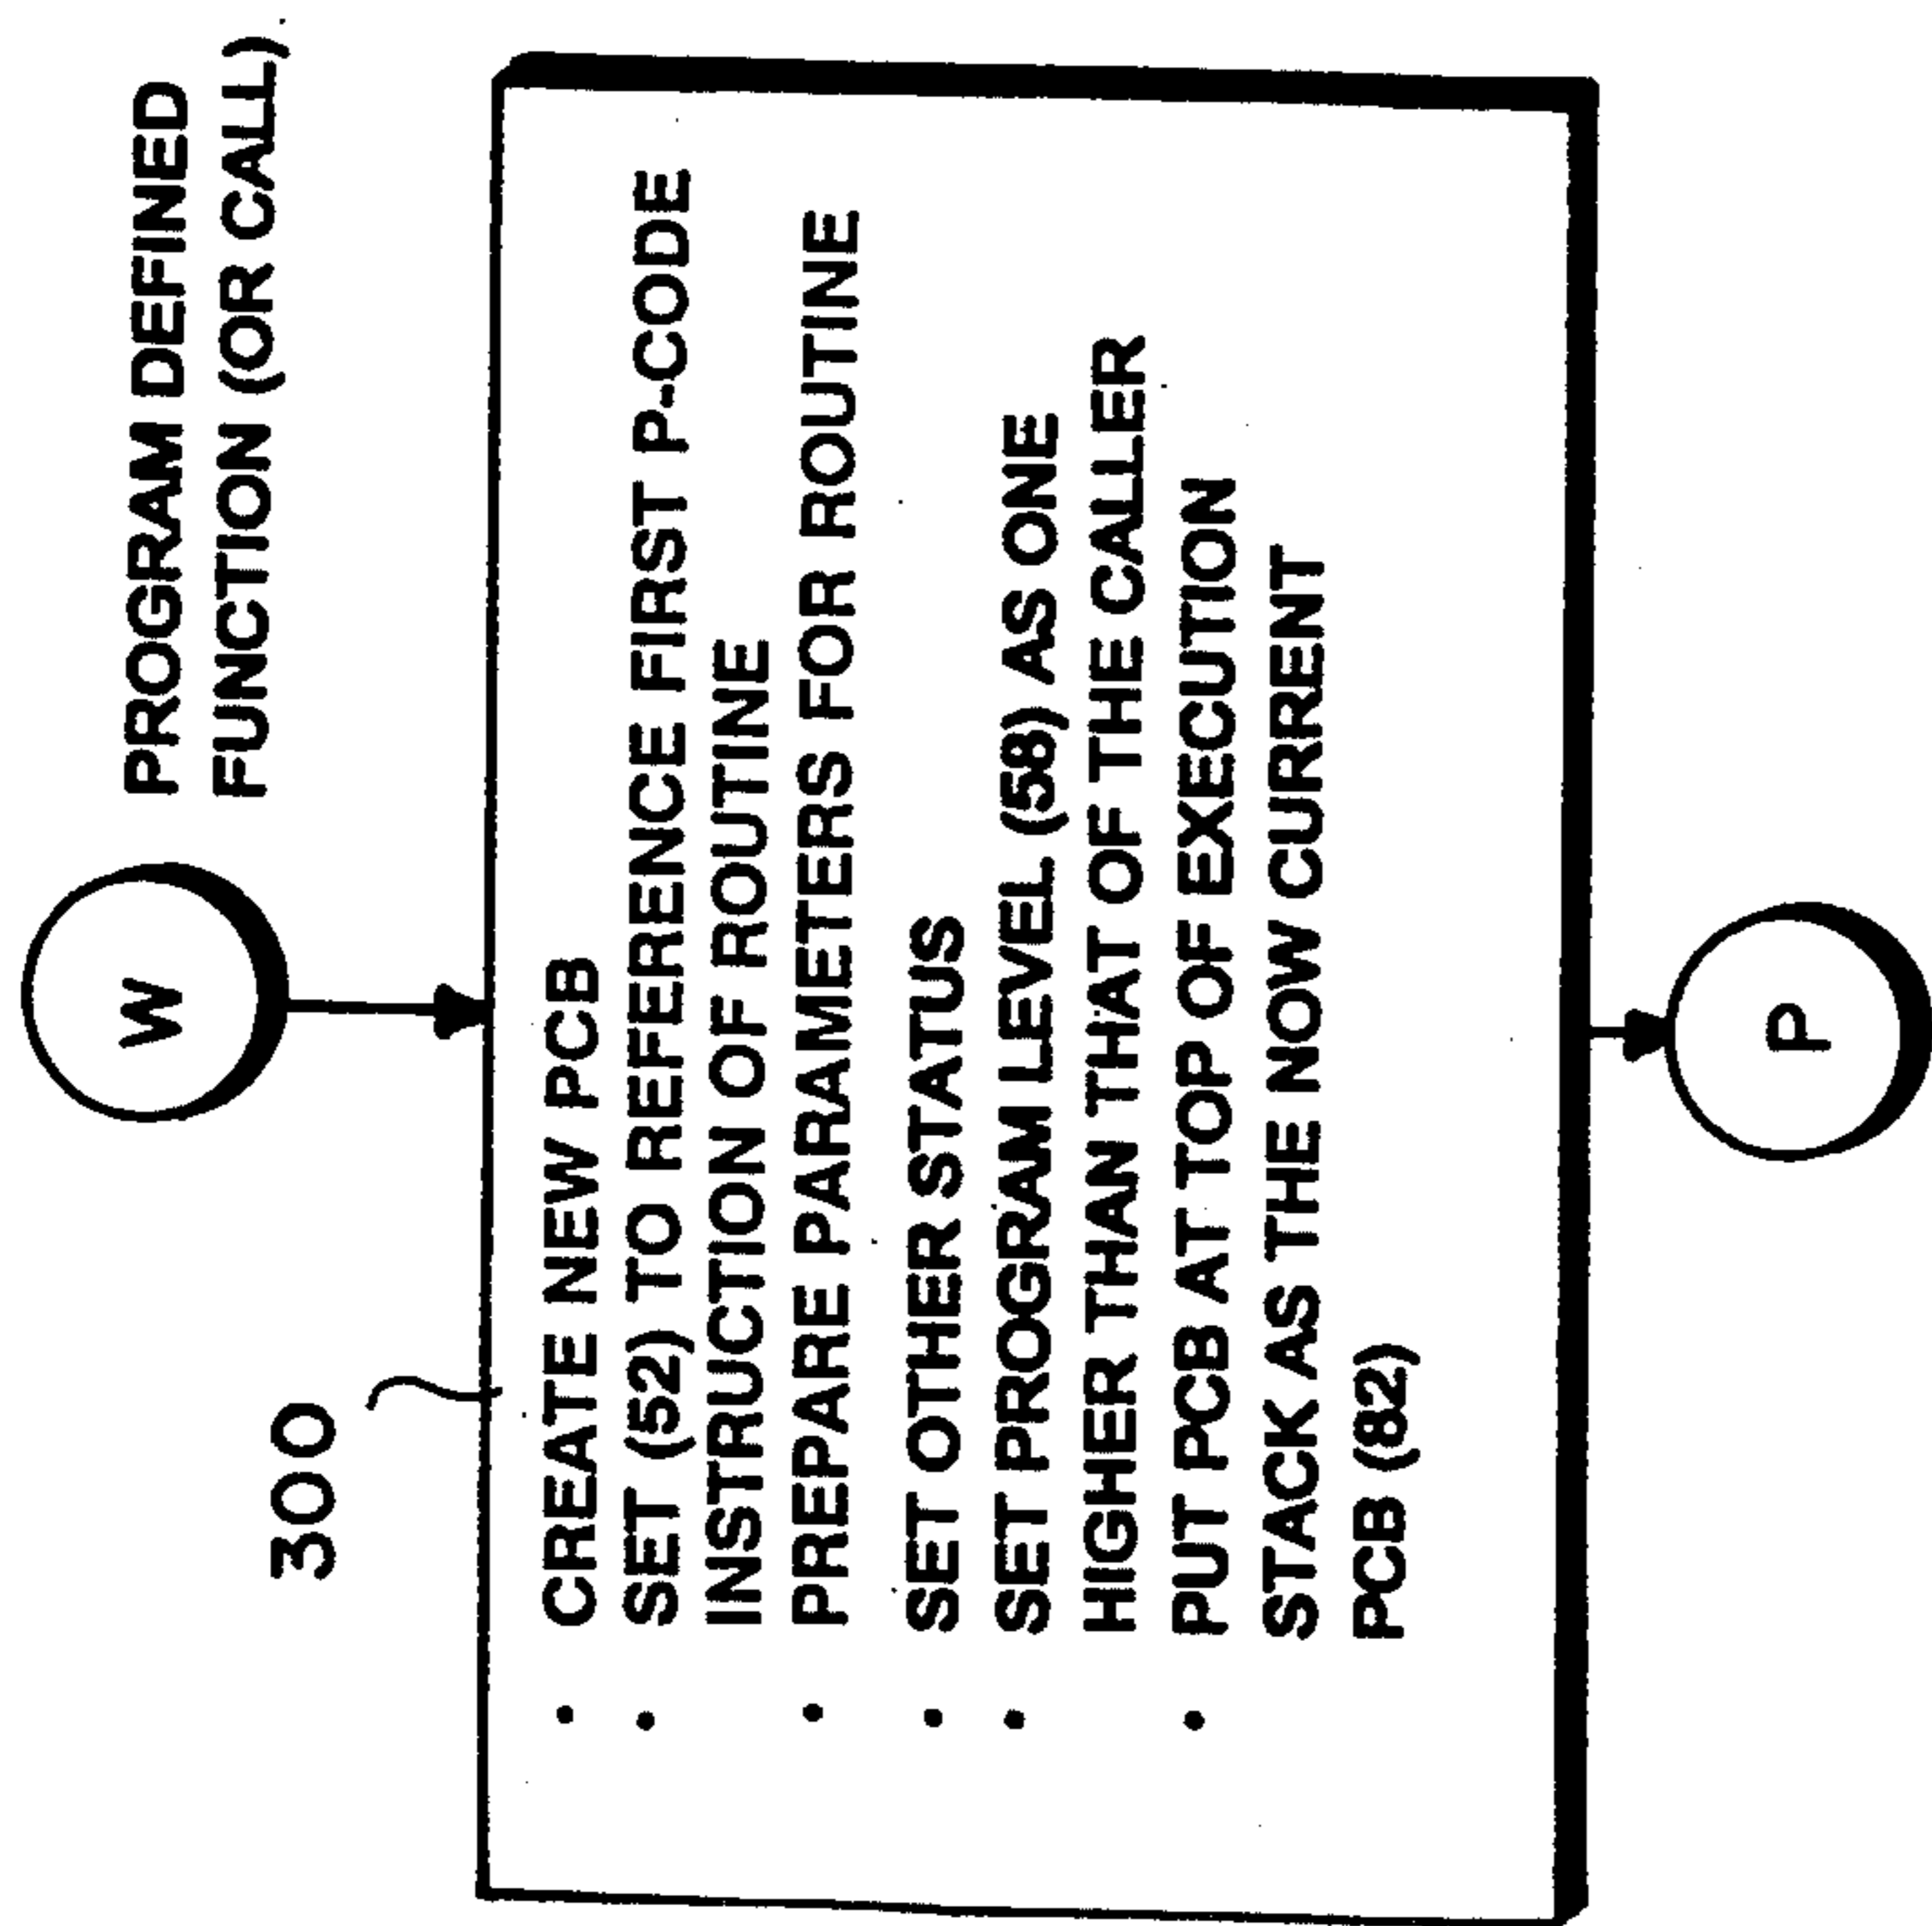 W
PROGRAM DEFINED
FUNCTION (OR CALL)
300
• CREATE NEW PCB
• SET (52) TO REFERENCE FIRST P-CODE
INSTRUCTION OF ROUTINE
• PREPARE PARAMETERS FOR ROUTINE
• SET OTHER STATUS
• SET PROGRAM LEVEL (58) AS ONE
HIGHER THAN THAT OF THE CALLER
• PUT PCB AT TOP OF EXECUTION
STACK AS THE NOW CURRENT
PCB (82)
P